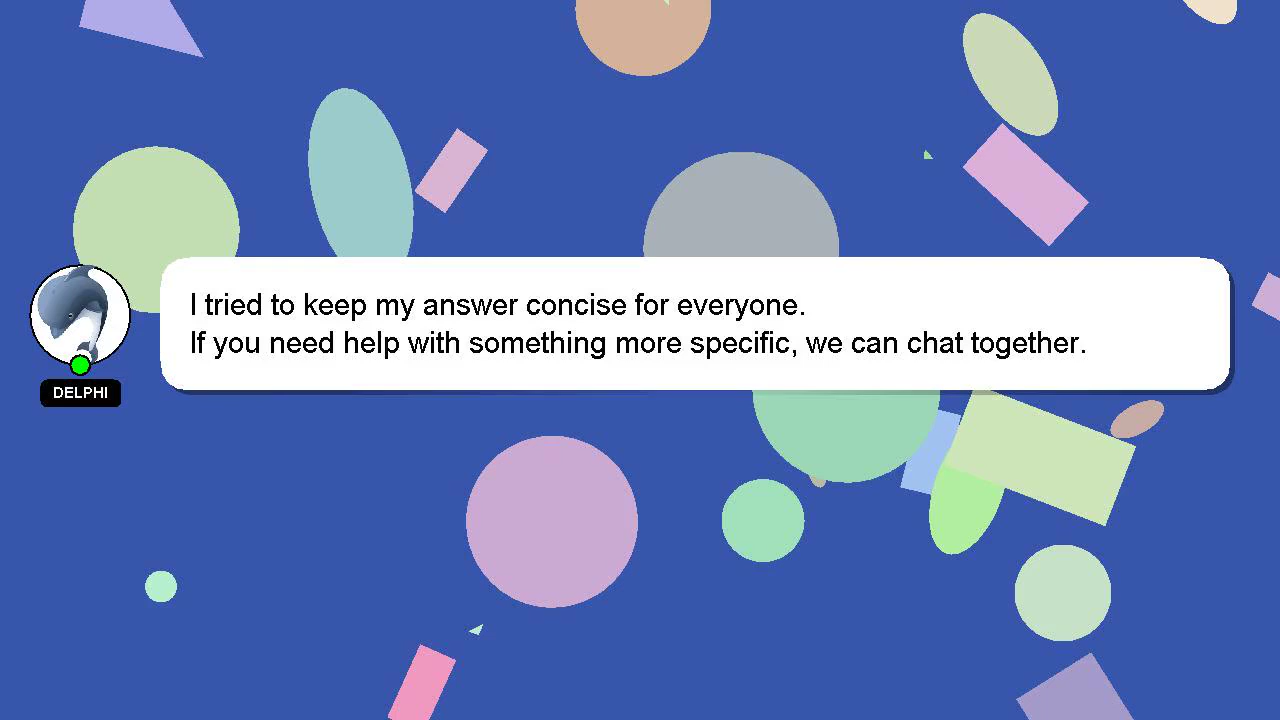 I tried to keep my answer concise for everyone.
If you need help with something more specific, we can chat together.
DELPHI